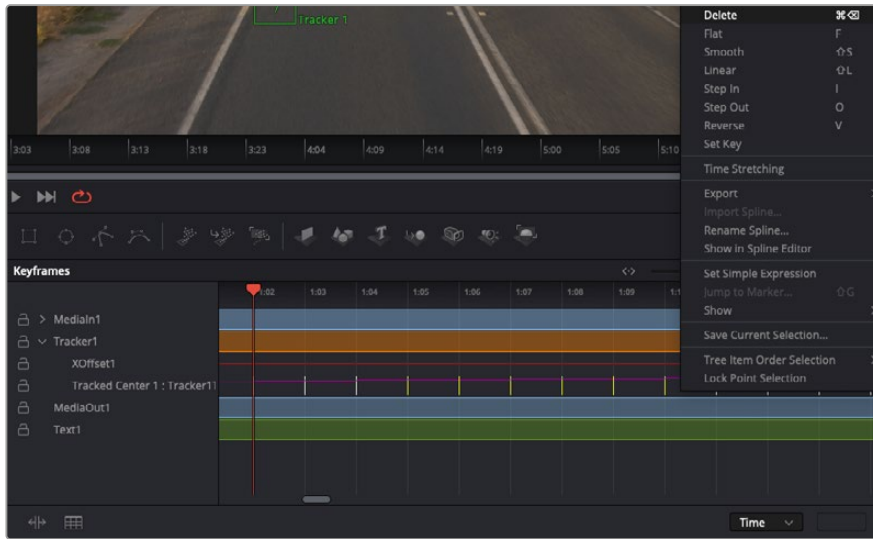 Tracker 1
3:03 3:08 3:13 3:18 3:23 4:04 4:09 4:14 4:19 5:00 5:05 5:10
Delete ⌘⌫
Flat F
Smooth ⇧S
Linear ⇧L
Step In I
Step Out O
Reverse V
Set Key
Time Stretching
Export
Import Spline...
Rename Spline...
Show in Spline Editor
Set Simple Expression
Jump to Marker... ⇧G
Show
Save Current Selection...
Tree Item Order Selection
Lock Point Selection
Keyframes
1:02 1:03 1:04 1:05 1:06 1:07 1:08 1:09
MediaIn1
Tracker1
XOffset1
Tracked Center 1 : Tracker11
MediaOut1
Text1
Time